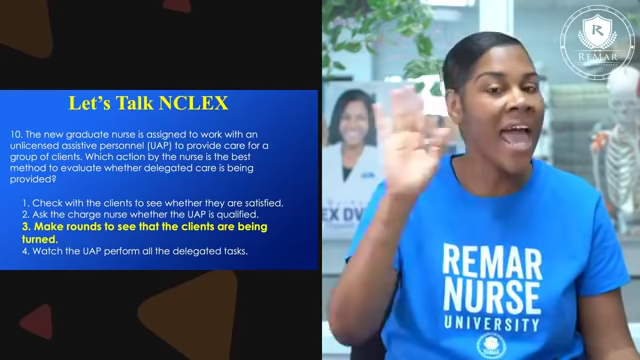 Let's Talk NCLEX
10. The new graduate nurse is assigned to work with an
unlicensed assistive personnel (UAP) to provide care for a
group of clients. Which action by the nurse is the best
method to evaluate whether delegated care is being
provided?
1. Check with the clients to see whether they are satisfied.
2. Ask the charge nurse whether the UAP is qualified.
3. Make rounds to see that the clients are being
turned.
4. Watch the UAP perform all the delegated tasks.
R
REMAR
EX DV
REMAR
NURSE
UNIVERSITY